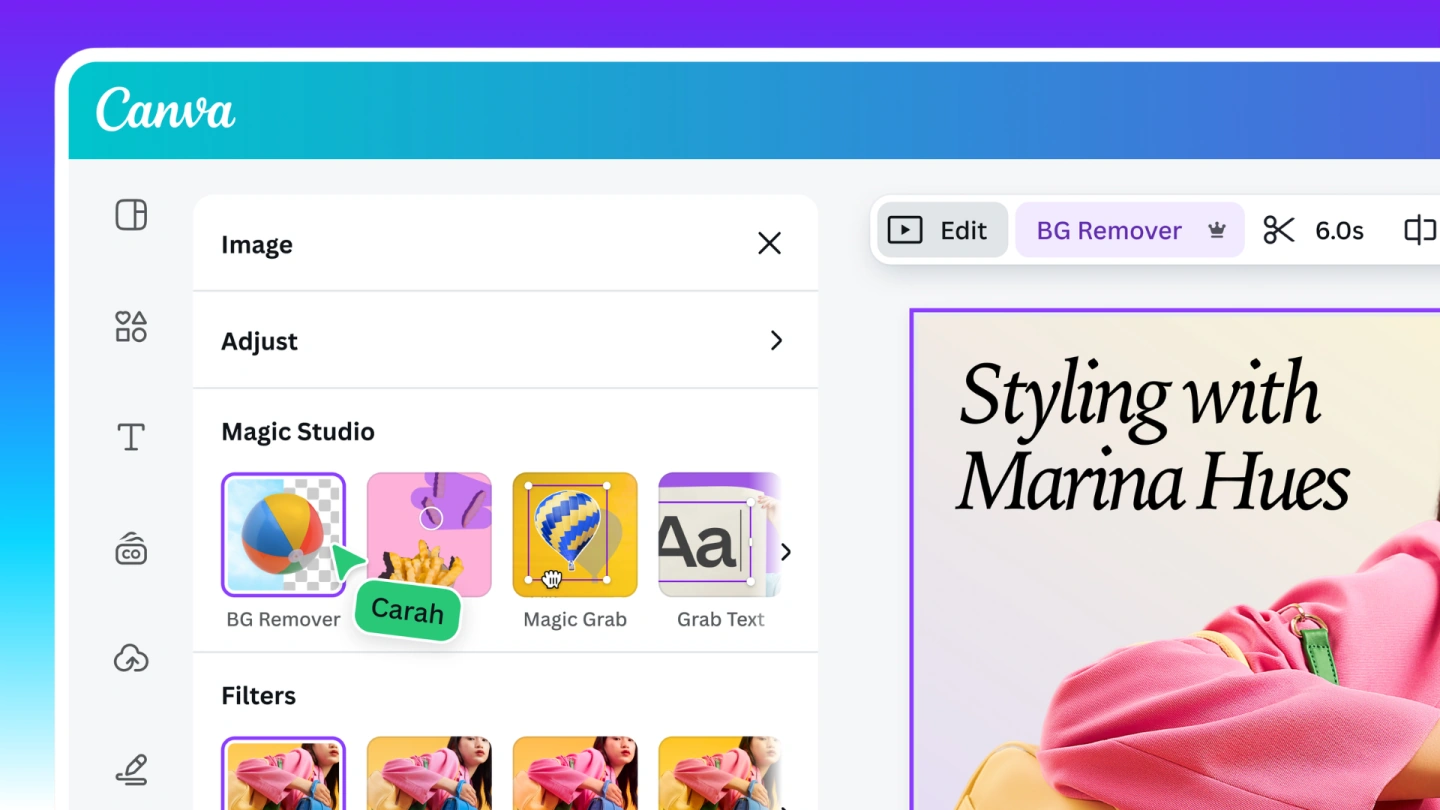 Canva
Image
Edit
BG Remover
6.0s
Adjust
Styling with
Marina Hues
Magic Studio
Aa
BG Remover
Carah
Magic Grab
Grab Text
CO
Filters